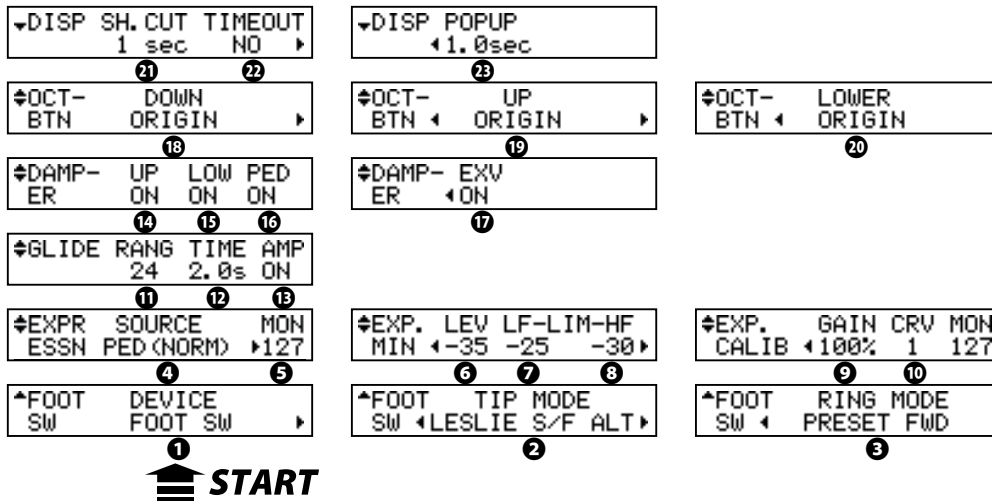 DISP SH.CUT TIMEOUT
1 sec NO
21 22
DISP POPUP
1.0sec
23
OCT- DOWN
BTN ORIGIN
18
OCT- UP
BTN ORIGIN
19
OCT- LOWER
BTN ORIGIN
20
DAMP- UP LOW PED
ER ON ON ON
14 15 16
DAMP- EXV
ER ON
17
GLIDE RANG TIME AMP
24 2.0s ON
11 12 13
EXPR SOURCE MON
ESSN PED(NORM) 127
4 5
EXP. LEV LF-LIM-HF
MIN -35 -25 -30
6 7 8
EXP. GAIN CRV MON
CALIB 100% 1 127
9 10
FOOT DEVICE
SW FOOT SW
1
FOOT TIP MODE
SW LESLIE S/F ALT
2
FOOT RING MODE
SW PRESET FWD
3
START